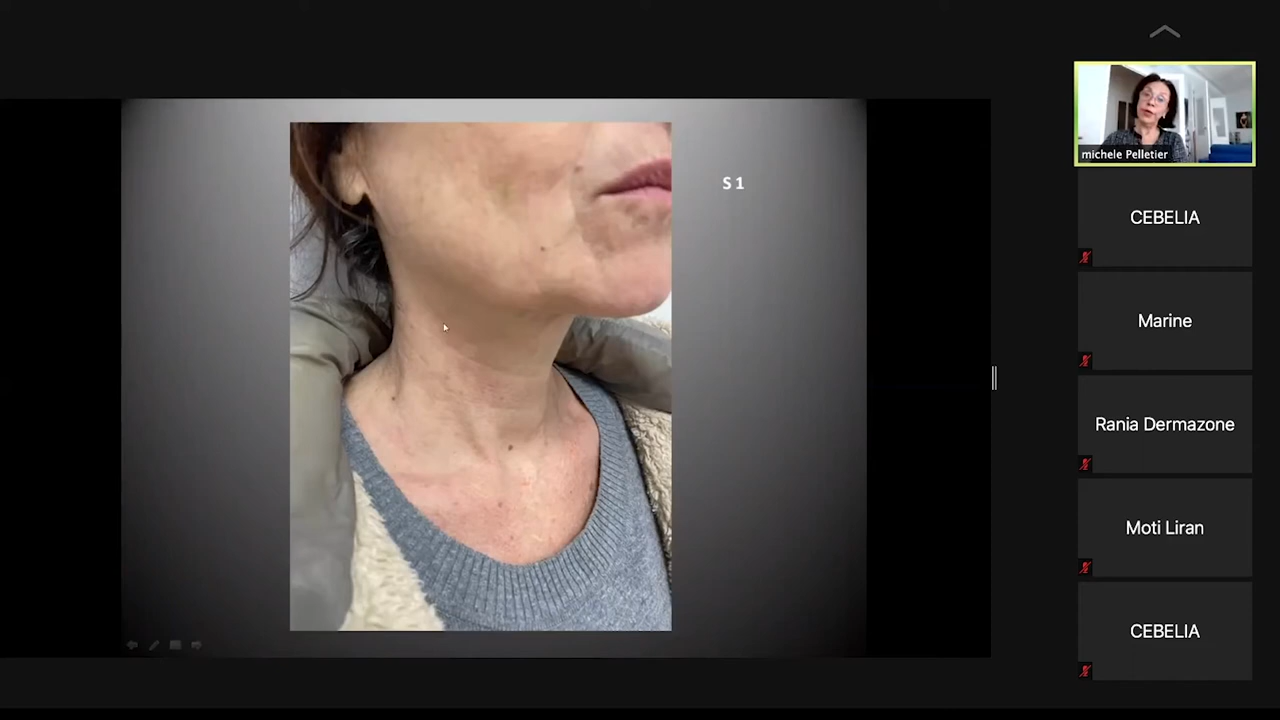 S 1
michele Pelletier
CEBELIA
Marine
Rania Dermazone
Moti Liran
CEBELIA